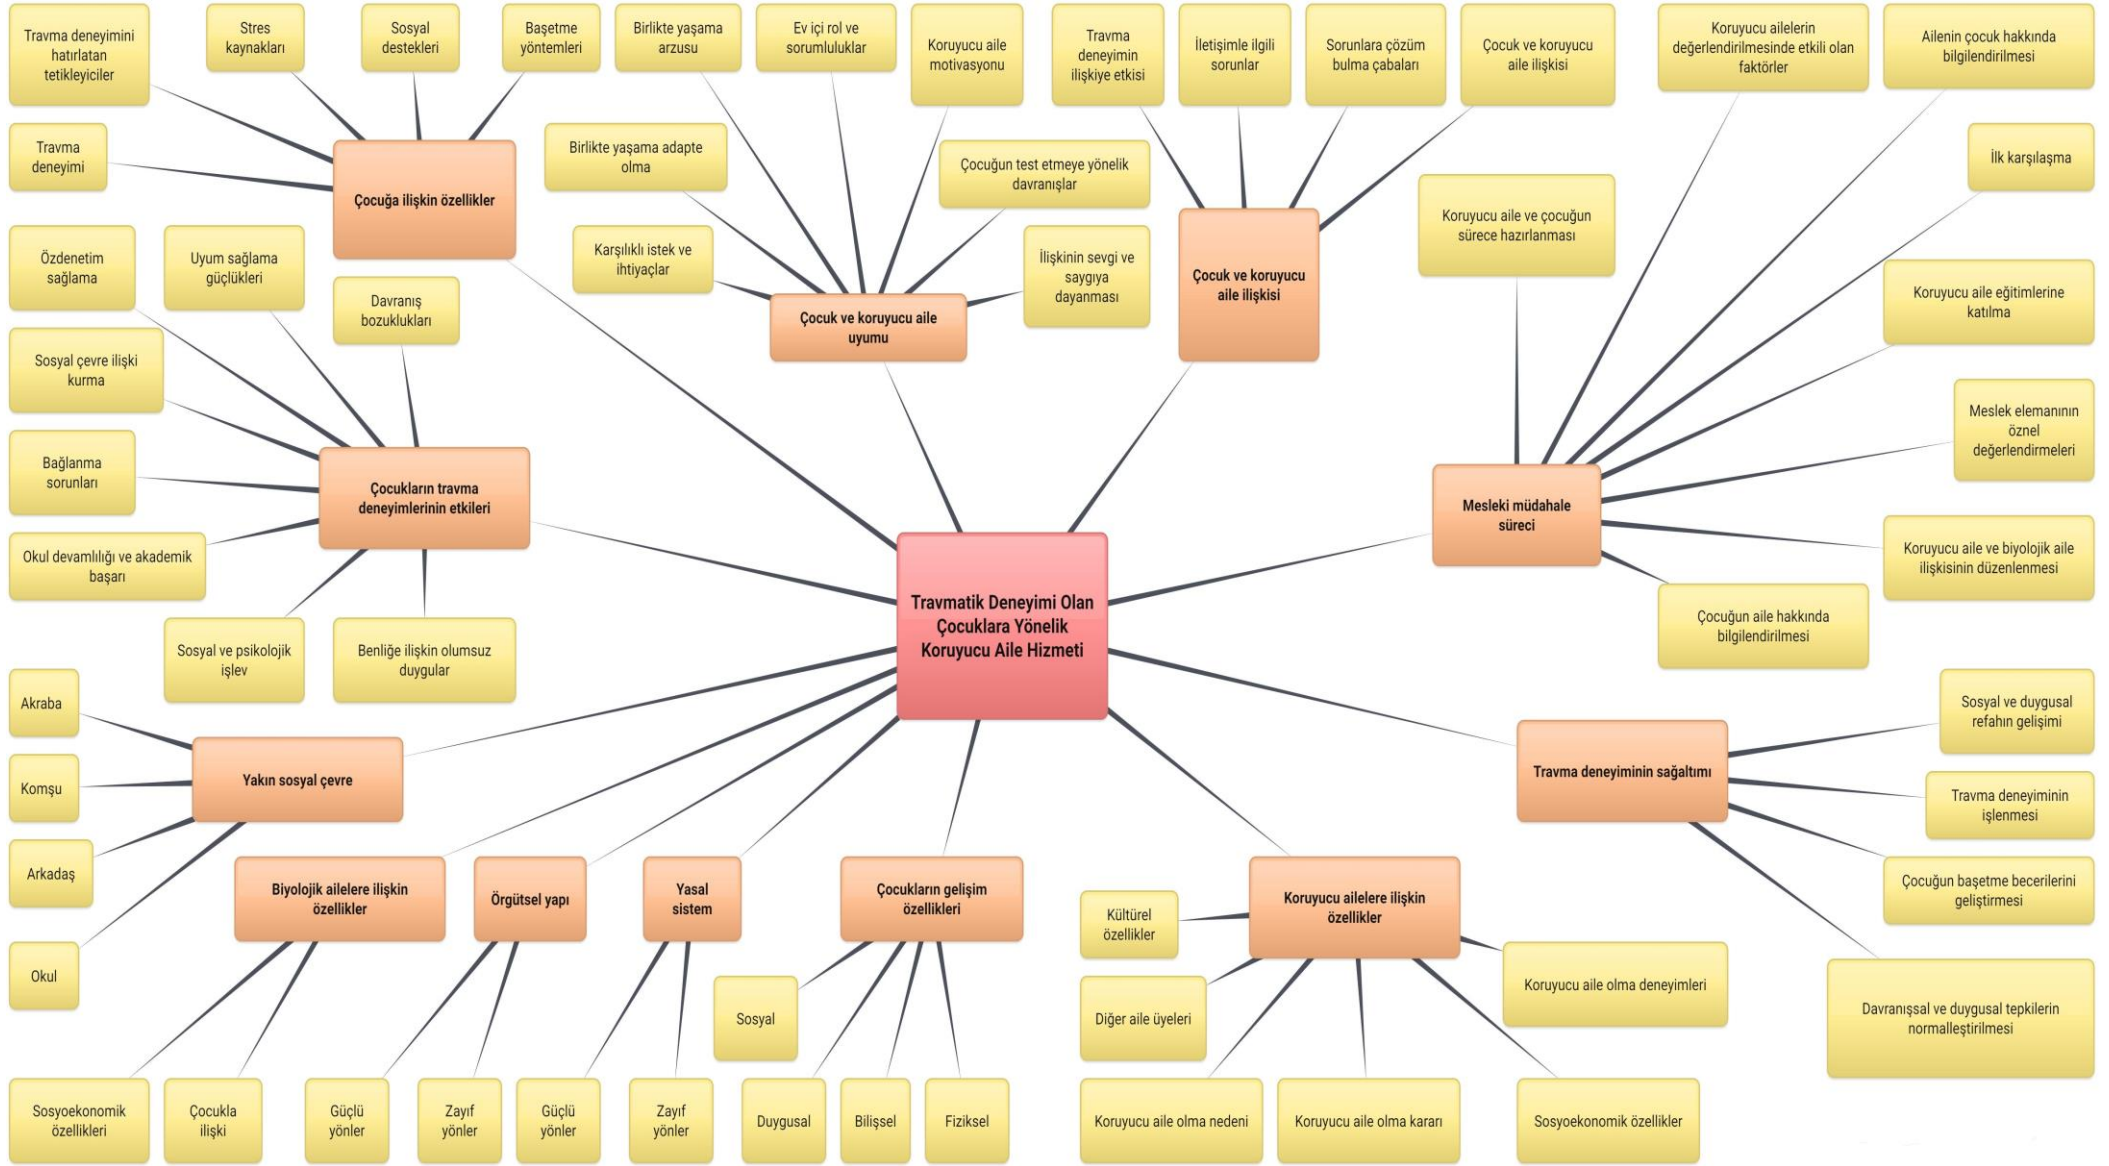 Travma deneyimini
hatırlatan
tetikleyiciler
Stres
kaynakları
Sosyal
destekleri
Başetme
yöntemleri
Travma
deneyimi
Çocuğa ilişkin özellikler
Birlikte yaşama
arzusu
Ev içi rol ve
sorumluluklar
Koruyucu aile
motivasyonu
Birlikte yaşama adapte
olma
Çocuğun test etmeye yönelik
davranışlar
Karşılıklı istek ve
ihtiyaçlar
İlişkinin sevgi ve
saygıya
dayanması
Çocuk ve koruyucu aile
uyumu
Travma
deneyimin
ilişkiye etkisi
İletişimle ilgili
sorunlar
Sorunlara çözüm
bulma çabaları
Çocuk ve koruyucu
aile ilişkisi
Çocuk ve koruyucu
aile ilişkisi
Koruyucu ailelerin
değerlendirilmesinde etkili olan
faktörler
Ailenin çocuk hakkında
bilgilendirilmesi
İlk karşılaşma
Koruyucu aile ve çocuğun
sürece hazırlanması
Koruyucu aile eğitimlerine
katılma
Meslek elemanının
öznel
değerlendirmeleri
Mesleki müdahale
süreci
Koruyucu aile ve biyolojik aile
ilişkisinin düzenlenmesi
Çocuğun aile hakkında
bilgilendirilmesi
Özdenetim
sağlama
Uyum sağlama
güçlükleri
Davranış
bozuklukları
Sosyal çevre ilişki
kurma
Bağlanma
sorunları
Çocukların travma
deneyimlerinin etkileri
Okul devamlılığı ve akademik
başarı
Sosyal ve psikolojik
işlev
Benliğe ilişkin olumsuz
duygular
Travmatik Deneyimi Olan
Çocuklara Yönelik
Koruyucu Aile Hizmeti
Akraba
Komşu
Yakın sosyal çevre
Arkadaş
Okul
Sosyal ve duygusal
refahın gelişimi
Travma deneyiminin sağaltımı
Travma deneyiminin
işlenmesi
Çocuğun başetme becerilerini
geliştirmesi
Davranışsal ve duygusal tepkilerin
normalleştirilmesi
Biyolojik ailelere ilişkin
özellikler
Sosyoekonomik
özellikleri
Çocukla
ilişki
Örgütsel yapı
Güçlü
yönler
Zayıf
yönler
Yasal
sistem
Güçlü
yönler
Zayıf
yönler
Çocukların gelişim
özellikleri
Sosyal
Duygusal
Bilişsel
Fiziksel
Koruyucu ailelere ilişkin
özellikler
Kültürel
özellikler
Diğer aile üyeleri
Koruyucu aile olma deneyimleri
Koruyucu aile olma nedeni
Koruyucu aile olma kararı
Sosyoekonomik özellikler